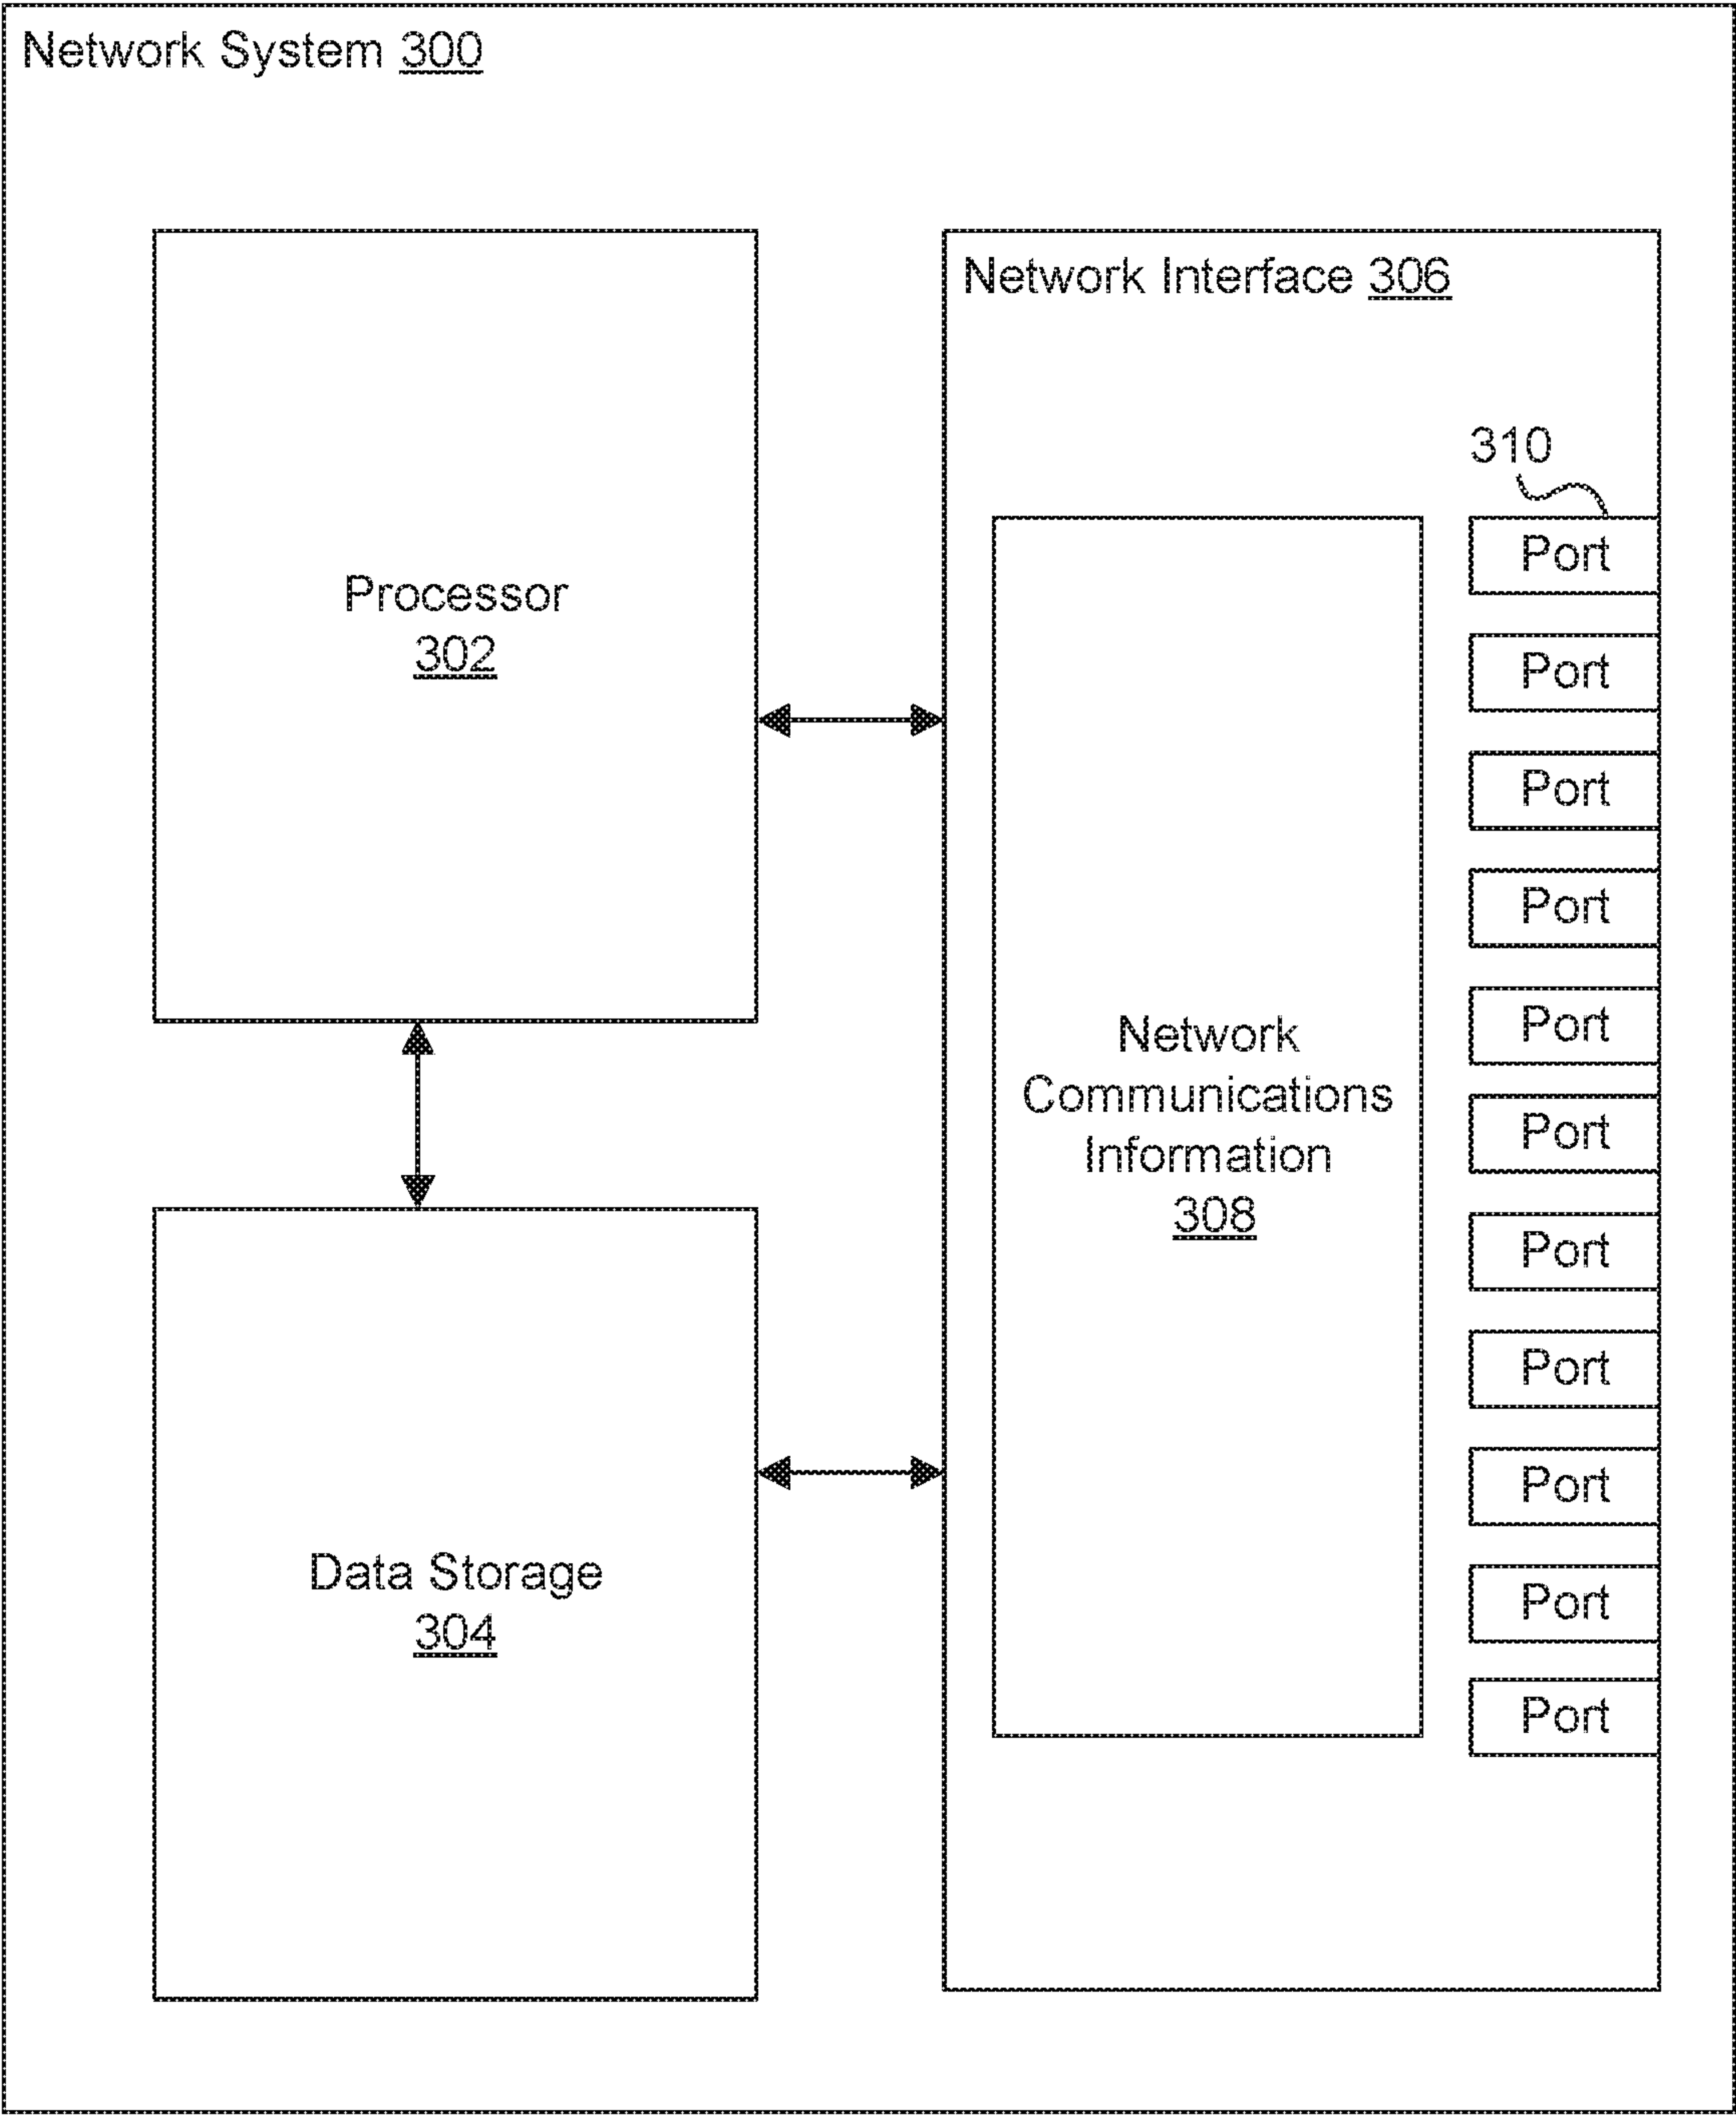 Network System 300
Processor
302
Data Storage
304
Network Interface 306
310
Network
Communications
Information
308
Port
Port
Port
Port
Port
Port
Port
Port
Port
Port
Port